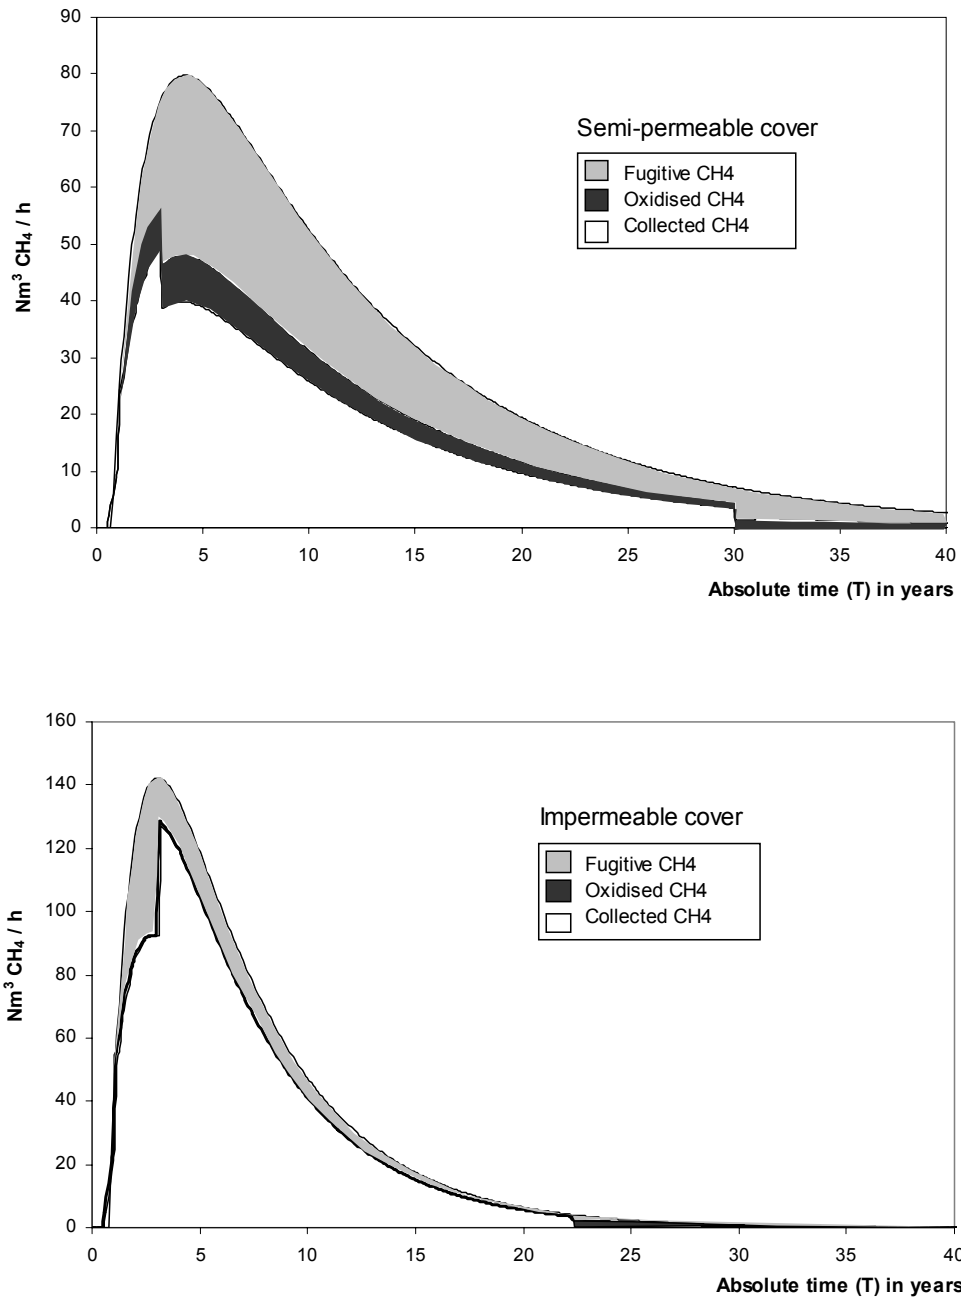 90
80
70
60
50
40
30
20
10
0
Nm³ CH₄ / h
Semi-permeable cover
Fugitive CH4
Oxidised CH4
Collected CH4
0 5 10 15 20 25 30 35 40
Absolute time (T) in years
160
140
120
100
80
60
40
20
0
Nm³ CH₄ / h
Impermeable cover
Fugitive CH4
Oxidised CH4
Collected CH4
0 5 10 15 20 25 30 35 40
Absolute time (T) in years